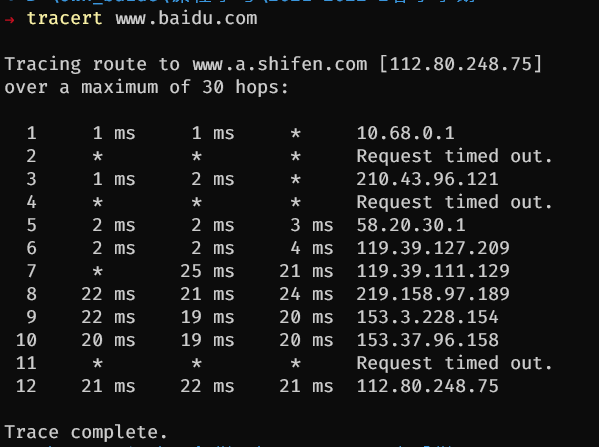 → tracert www.baidu.com
Tracing route to www.a.shifen.com [112.80.248.75]
over a maximum of 30 hops:
1 1 ms 1 ms * 10.68.0.1
2 * * * Request timed out.
3 1 ms 2 ms * 210.43.96.121
4 * * * Request timed out.
5 2 ms 2 ms 3 ms 58.20.30.1
6 2 ms 2 ms 4 ms 119.39.127.209
7 * 25 ms 21 ms 119.39.111.129
8 22 ms 21 ms 24 ms 219.158.97.189
9 22 ms 19 ms 20 ms 153.3.228.154
10 20 ms 19 ms 20 ms 153.37.96.158
11 * * * Request timed out.
12 21 ms 22 ms 21 ms 112.80.248.75
Trace complete.